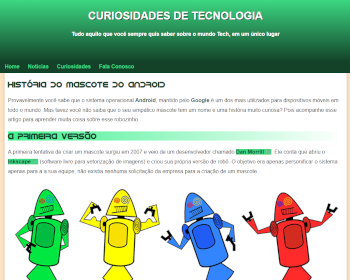 CURIOSIDADES DE TECNOLOGIA
Tudo aquilo que você sempre quis saber sobre o mundo Tech, em um único lugar
Home Notícias Curiosidades Fale Conosco
História do Mascote do Android
Provavelmente você sabe que o sistema operacional Android, mantido pelo Google é um dos mais utilizados para dispositivos móveis em
todo o mundo. Mas talvez você não saiba que o seu simpático mascote tem um nome e uma história muito curiosa? Pois acompanhe esse
artigo para aprender muita coisa sobre esse robozinho.
A primeira versão
A primeira tentativa de criar um mascote surgiu em 2007 e veio de um desenvolvedor chamado Dan Morrill. Ele conta que abriu o
Inkscape (software livre para vetorização de imagens) e criou sua própria versão de robô. O objetivo era apenas personificar o sistema
apenas para a a sua equipe, não existia nenhuma solicitação da empresa para a criação de um mascote.